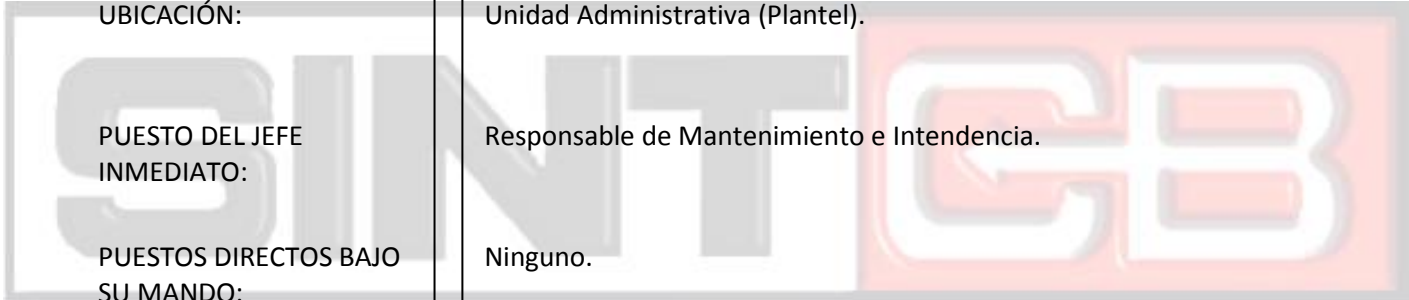 UBICACIÓN:
Unidad Administrativa (Plantel).
SINTCB
PUESTO DEL JEFE
INMEDIATO:
Responsable de Mantenimiento e Intendencia.
PUESTOS DIRECTOS BAJO
SU MANDO:
Ninguno.